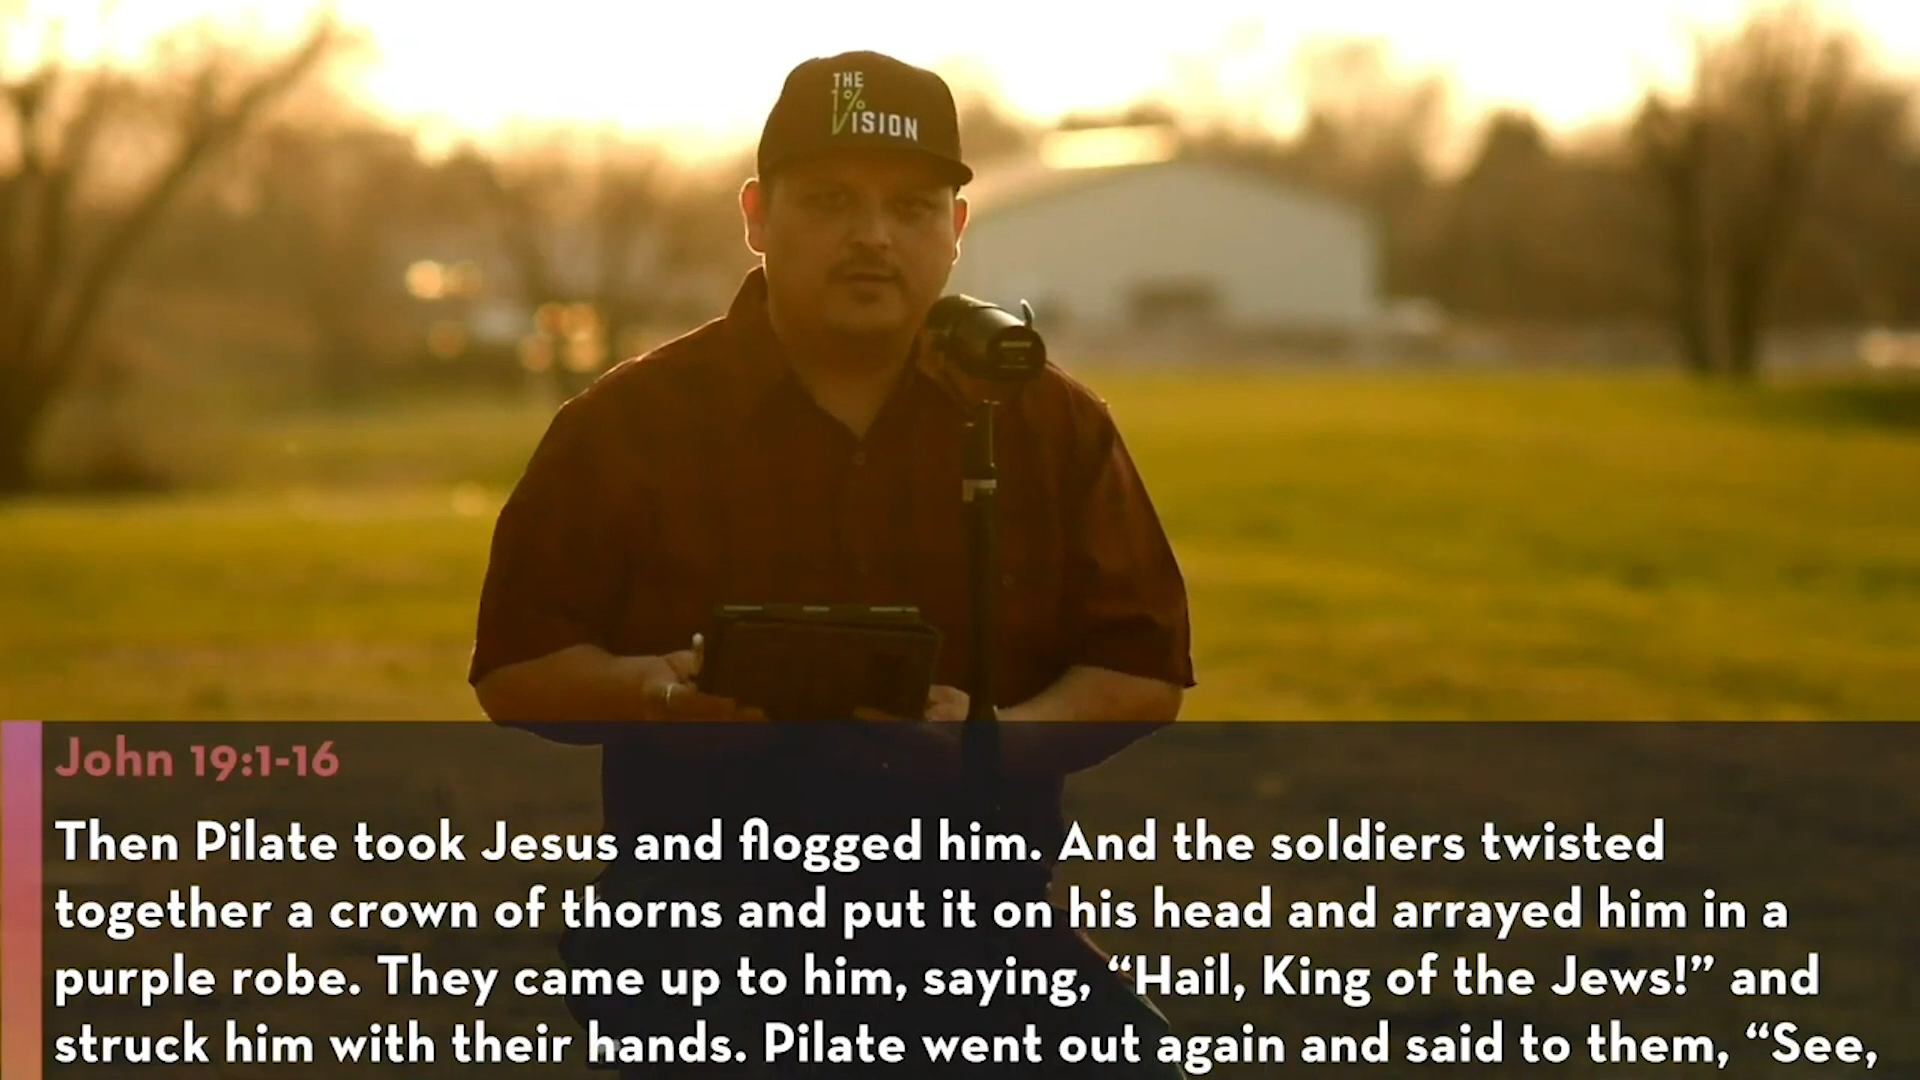 THE
1%
VISION
John 19:1-16
Then Pilate took Jesus and flogged him. And the soldiers twisted
together a crown of thorns and put it on his head and arrayed him in a
purple robe. They came up to him, saying, “Hail, King of the Jews!” and
struck him with their hands. Pilate went out again and said to them, “See,